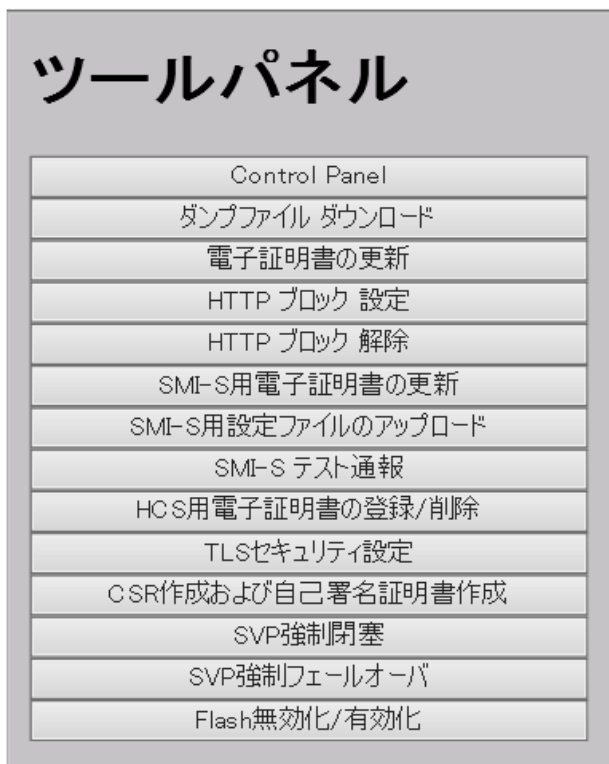 ツールパネル
Control Panel
ダンプファイル ダウンロード
電子証明書の更新
HTTP ブロック 設定
HTTP ブロック 解除
SMI-S用電子証明書の更新
SMI-S用設定ファイルのアップロード
SMI-S テスト通報
HCS用電子証明書の登録/削除
TLSセキュリティ設定
CSR作成および自己署名証明書作成
SVP強制閉塞
SVP強制フェールオーバ
Flash無効化/有効化